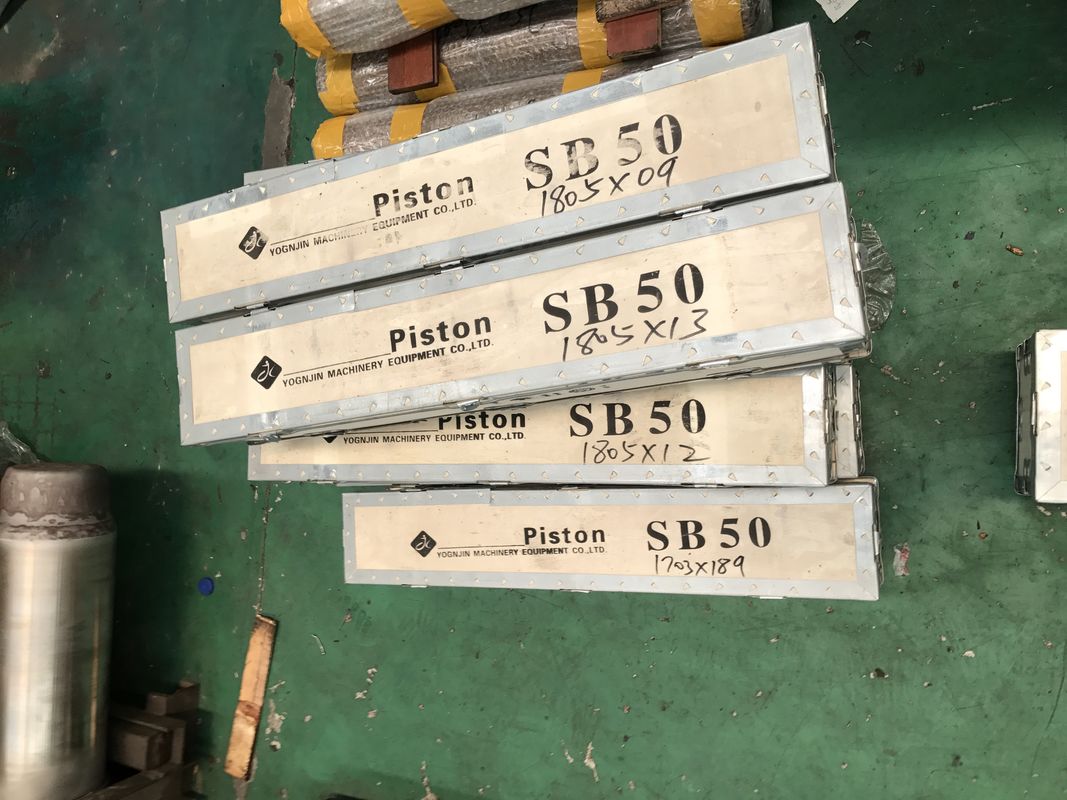 Piston
SB50
1805X09
YOGNJIN MACHINERY EQUIPMENT CO.,LTD.
Piston
SB50
1805X13
YOGNJIN MACHINERY EQUIPMENT CO.,LTD.
Piston
SB50
1805X12
YOGNJIN MACHINERY EQUIPMENT CO.,LTD.
Piston
SB50
1703X189
YOGNJIN MACHINERY EQUIPMENT CO.,LTD.